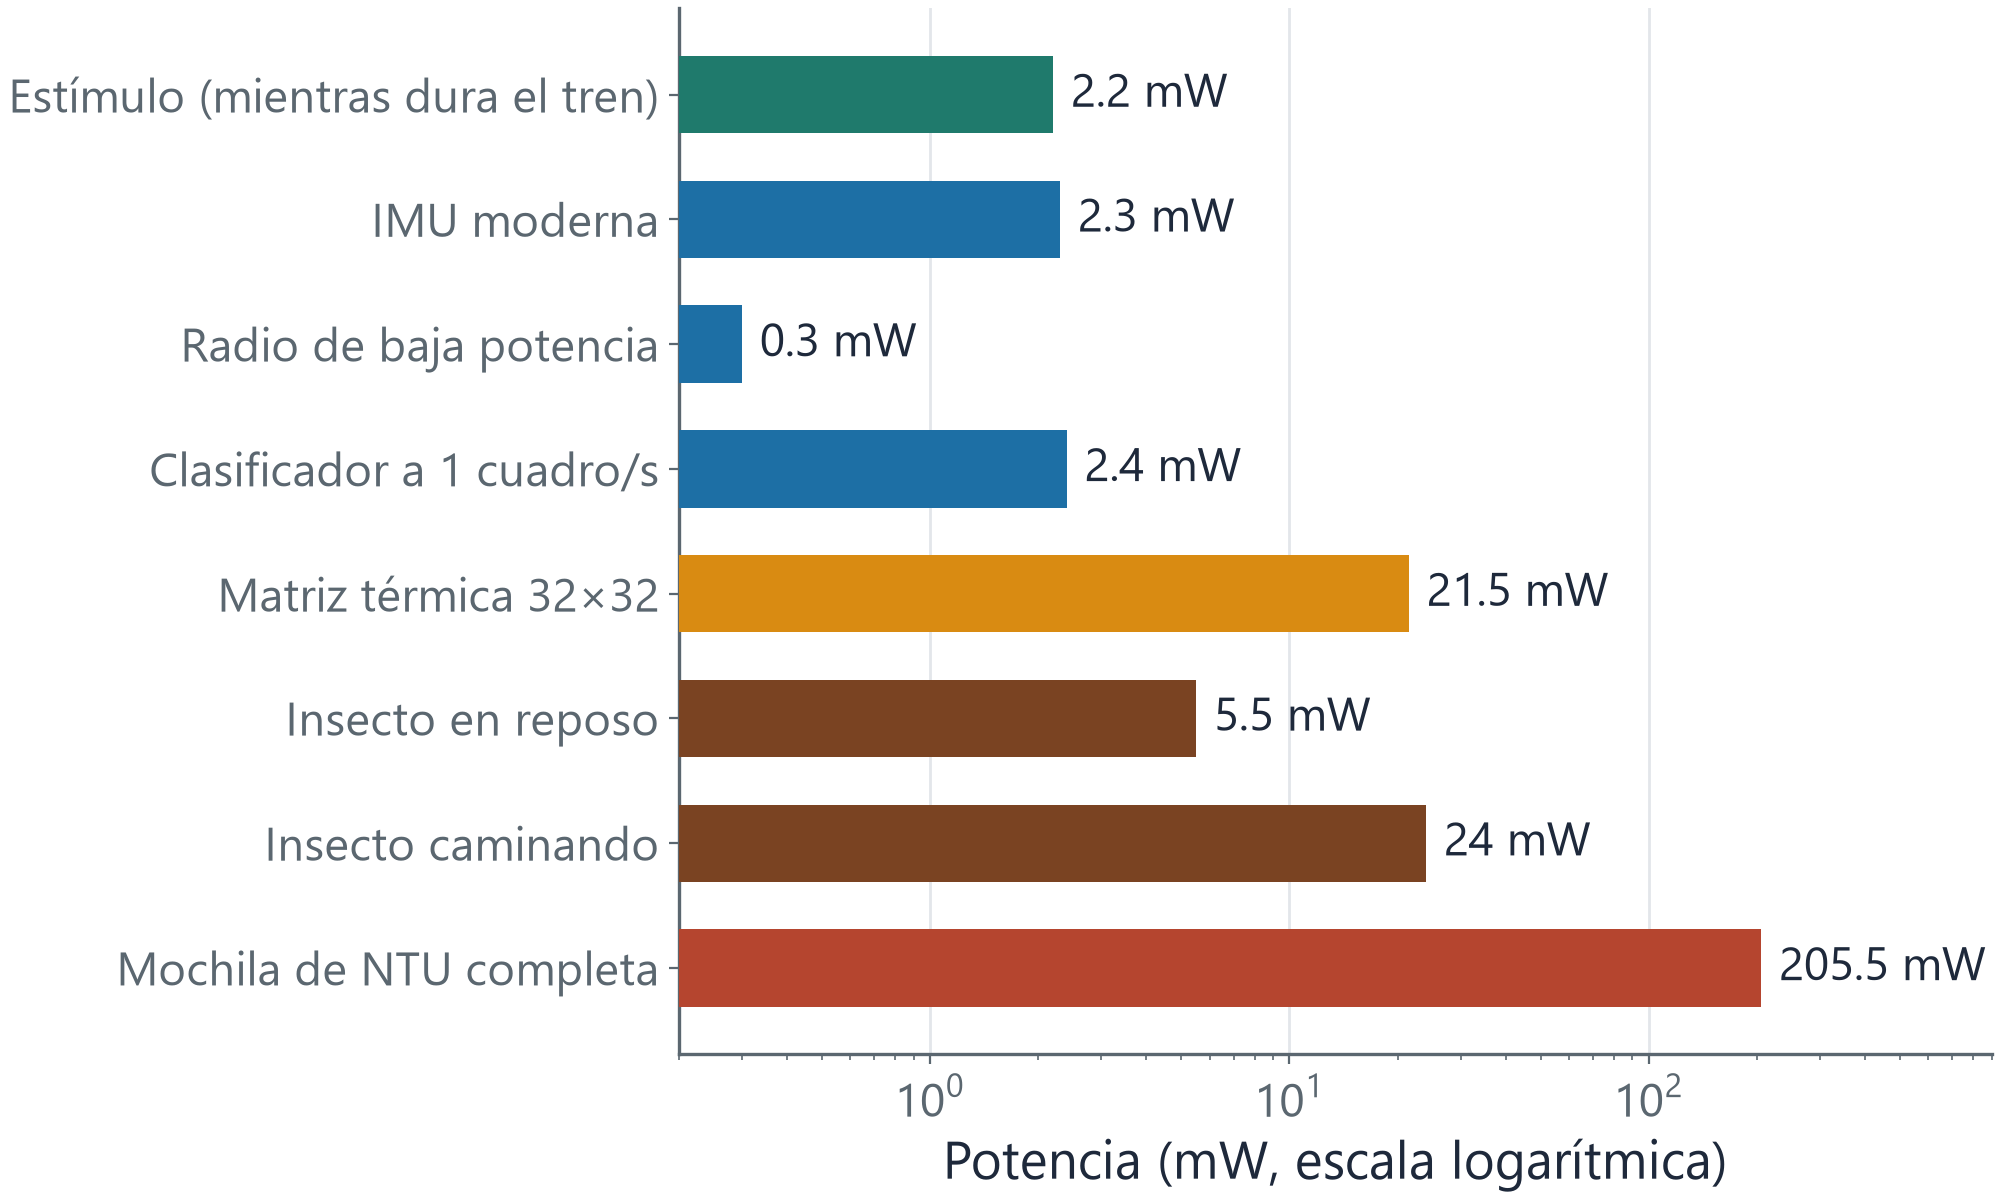 Estímulo (mientras dura el tren) 2.2 mW
IMU moderna 2.3 mW
Radio de baja potencia 0.3 mW
Clasificador a 1 cuadro/s 2.4 mW
Matriz térmica 32×32 21.5 mW
Insecto en reposo 5.5 mW
Insecto caminando 24 mW
Mochila de NTU completa 205.5 mW
10⁰ 10¹ 10²
Potencia (mW, escala logarítmica)